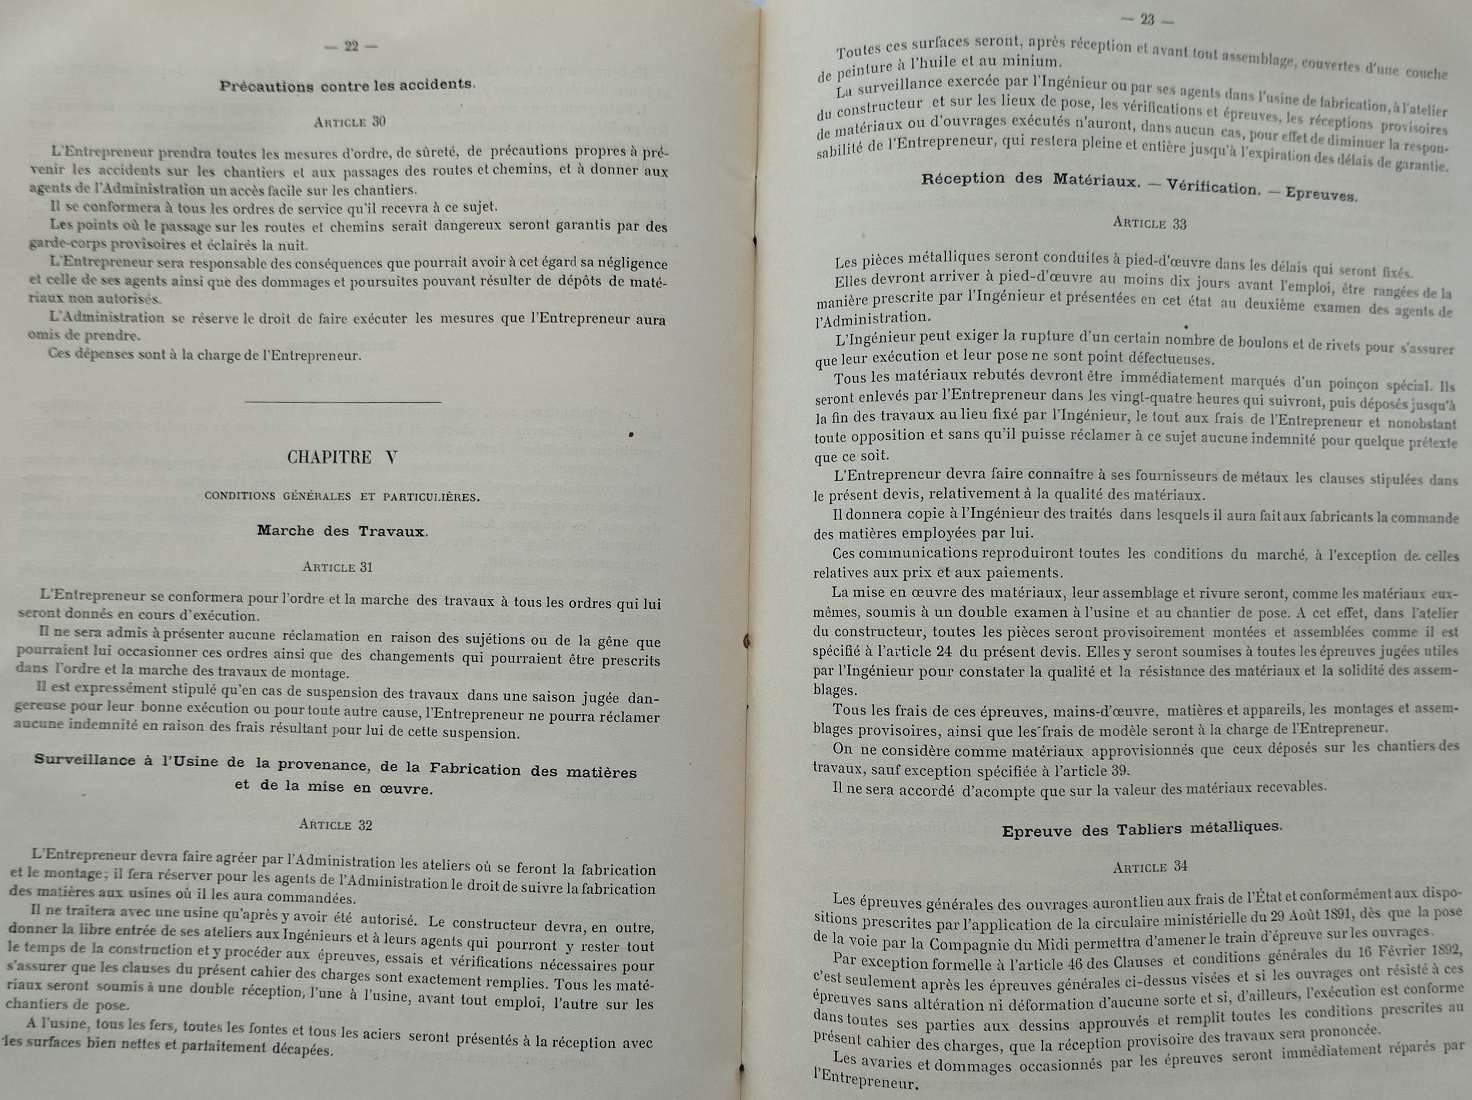 — 22 —
Précautions contre les accidents.
ARTICLE 30
L'Entrepreneur prendra toutes les mesures d'ordre, de sûreté, de précautions propres à pré-
venir les accidents sur les chantiers et aux passages des routes et chemins, et à donner aux
agents de l'Administration un accès facile sur les chantiers.
Il se conformera à tous les ordres de service qu'il recevra à ce sujet.
Les points où le passage sur les routes et chemins serait dangereux seront garantis par des
garde-corps provisoires et éclairés la nuit.
L'Entrepreneur sera responsable des conséquences que pourrait avoir à cet égard sa négligence
et celle de ses agents ainsi que des dommages et poursuites pouvant résulter de dépôts de maté-
riaux non autorisés.
L'Administration se réserve le droit de faire exécuter les mesures que l'Entrepreneur aura
omis de prendre.
Ces dépenses sont à la charge de l'Entrepreneur.
CHAPITRE V
CONDITIONS GÉNÉRALES ET PARTICULIÈRES.
Marche des Travaux.
ARTICLE 31
L'Entrepreneur se conformera pour l'ordre et la marche des travaux à tous les ordres qui lui
seront donnés en cours d'exécution.
Il ne sera admis à présenter aucune réclamation en raison des sujétions ou de la gêne que
pourraient lui occasionner ces ordres ainsi que des changements qui pourraient être prescrits
dans l'ordre et la marche des travaux de montage.
Il est expressément stipulé qu'en cas de suspension des travaux dans une saison jugée dan-
gereuse pour leur bonne exécution ou pour toute autre cause, l'Entrepreneur ne pourra réclamer
aucune indemnité en raison des frais résultant pour lui de cette suspension.
Surveillance à l'Usine de la provenance, de la Fabrication des matières
et de la mise en œuvre.
ARTICLE 32
L'Entrepreneur devra faire agréer par l'Administration les ateliers où se feront la fabrication
et le montage; il fera réserver pour les agents de l'Administration le droit de suivre la fabrication
des matières aux usines où il les aura commandées.
Il ne traitera avec une usine qu'après y avoir été autorisé. Le constructeur devra, en outre,
donner la libre entrée de ses ateliers aux Ingénieurs et à leurs agents qui pourront y rester tout
le temps de la construction et y procéder aux épreuves, essais et vérifications nécessaires pour
s'assurer que les clauses du présent cahier des charges sont exactement remplies. Tous les maté-
riaux seront soumis à une double réception, l'une à l'usine, avant tout emploi, l'autre sur les
chantiers de pose.
A l'usine, tous les fers, toutes les fontes et tous les aciers seront présentés à la réception avec
les surfaces bien nettes et parfaitement décapées.
— 23 —
Toutes ces surfaces seront, après réception et avant tout assemblage, couvertes d'une couche
de peinture à l'huile et au minium.
La surveillance exercée par l'Ingénieur ou par ses agents dans l'usine de fabrication, à l'atelier
du constructeur et sur les lieux de pose, les vérifications et épreuves, les réceptions provisoires
de matériaux ou d'ouvrages exécutés n'auront, dans aucun cas, pour effet de diminuer la respon-
sabilité de l'Entrepreneur, qui restera pleine et entière jusqu'à l'expiration des délais de garantie.
Réception des Matériaux. — Vérification. — Epreuves.
ARTICLE 33
Les pièces métalliques seront conduites à pied-d'œuvre dans les délais qui seront fixés.
Elles devront arriver à pied-d'œuvre au moins dix jours avant l'emploi, être rangées de la
manière prescrite par l'Ingénieur et présentées en cet état au deuxième examen des agents de
l'Administration.
L'Ingénieur peut exiger la rupture d'un certain nombre de boulons et de rivets pour s'assurer
que leur exécution et leur pose ne sont point défectueuses.
Tous les matériaux rebutés devront être immédiatement marqués d'un poinçon spécial. Ils
seront enlevés par l'Entrepreneur dans les vingt-quatre heures qui suivront, puis déposés jusqu'à
la fin des travaux au lieu fixé par l'Ingénieur, le tout aux frais de l'Entrepreneur et nonobstant
toute opposition et sans qu'il puisse réclamer à ce sujet aucune indemnité pour quelque prétexte
que ce soit.
L'Entrepreneur devra faire connaître à ses fournisseurs de métaux les clauses stipulées dans
le présent devis, relativement à la qualité des matériaux.
Il donnera copie à l'Ingénieur des traités dans lesquels il aura fait aux fabricants la commande
des matières employées par lui.
Ces communications reproduiront toutes les conditions du marché, à l'exception de celles
relatives aux prix et aux paiements.
La mise en œuvre des matériaux, leur assemblage et rivure seront, comme les matériaux eux-
mêmes, soumis à un double examen à l'usine et au chantier de pose. A cet effet, dans l'atelier
du constructeur, toutes les pièces seront provisoirement montées et assemblées comme il est
spécifié à l'article 24 du présent devis. Elles y seront soumises à toutes les épreuves jugées utiles
par l'Ingénieur pour constater la qualité et la résistance des matériaux et la solidité des assem-
blages.
Tous les frais de ces épreuves, mains-d'œuvre, matières et appareils, les montages et assem-
blages provisoires, ainsi que les frais de modèle seront à la charge de l'Entrepreneur.
On ne considère comme matériaux approvisionnés que ceux déposés sur les chantiers des
travaux, sauf exception spécifiée à l'article 39.
Il ne sera accordé d'acompte que sur la valeur des matériaux recevables.
Epreuve des Tabliers métalliques.
ARTICLE 34
Les épreuves générales des ouvrages auront lieu aux frais de l'État et conformément aux dispo-
sitions prescrites par l'application de la circulaire ministérielle du 29 Août 1891, dès que la pose
de la voie par la Compagnie du Midi permettra d'amener le train d'épreuve sur les ouvrages.
Par exception formelle à l'article 46 des Clauses et conditions générales du 16 Février 1892,
c'est seulement après les épreuves générales ci-dessus visées et si les ouvrages ont résisté à ces
épreuves sans altération ni déformation d'aucune sorte et si, d'ailleurs, l'exécution est conforme
dans toutes ses parties aux dessins approuvés et remplit toutes les conditions prescrites au
présent cahier des charges, que la réception provisoire des travaux sera prononcée.
Les avaries et dommages occasionnés par les épreuves seront immédiatement réparés par
l'Entrepreneur.